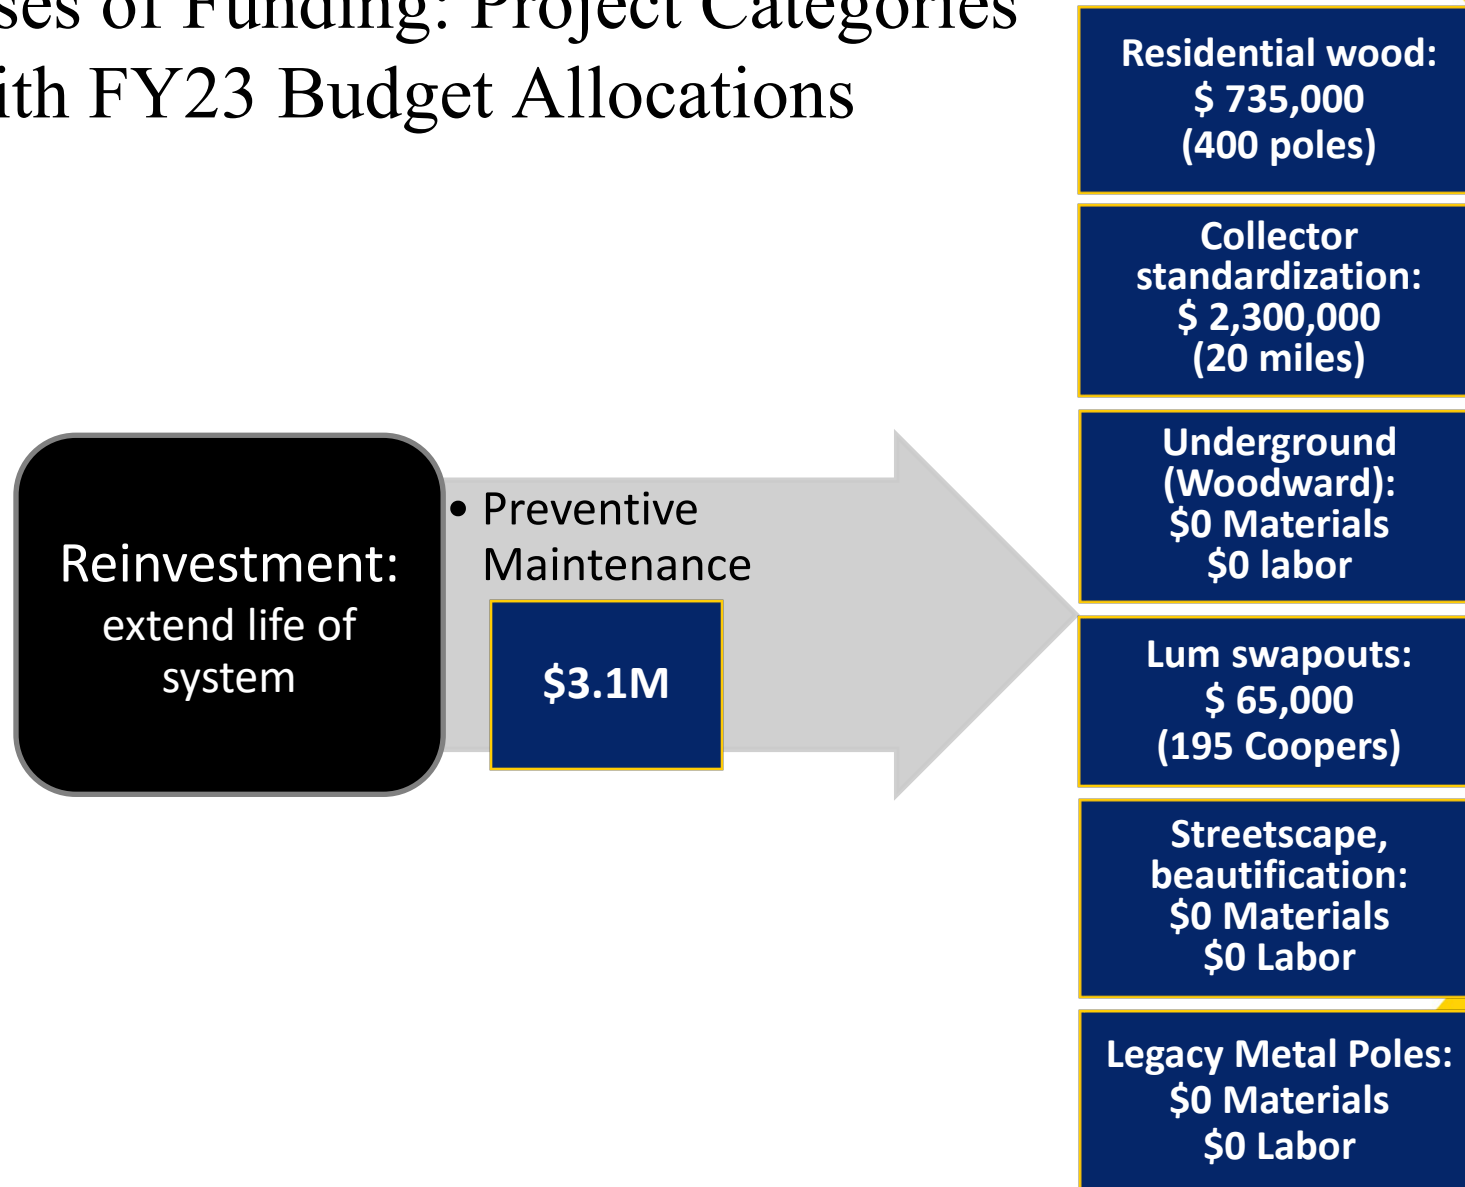 ses of Funding: Project Categories
ith FY23 Budget Allocations
Reinvestment:
extend life of
system
• Preventive
Maintenance
$3.1M
Residential wood:
$ 735,000
(400 poles)
Collector
standardization:
$ 2,300,000
(20 miles)
Underground
(Woodward):
$0 Materials
$0 labor
Lum swapouts:
$ 65,000
(195 Coopers)
Streetscape,
beautification:
$0 Materials
$0 Labor
Legacy Metal Poles:
$0 Materials
$0 Labor